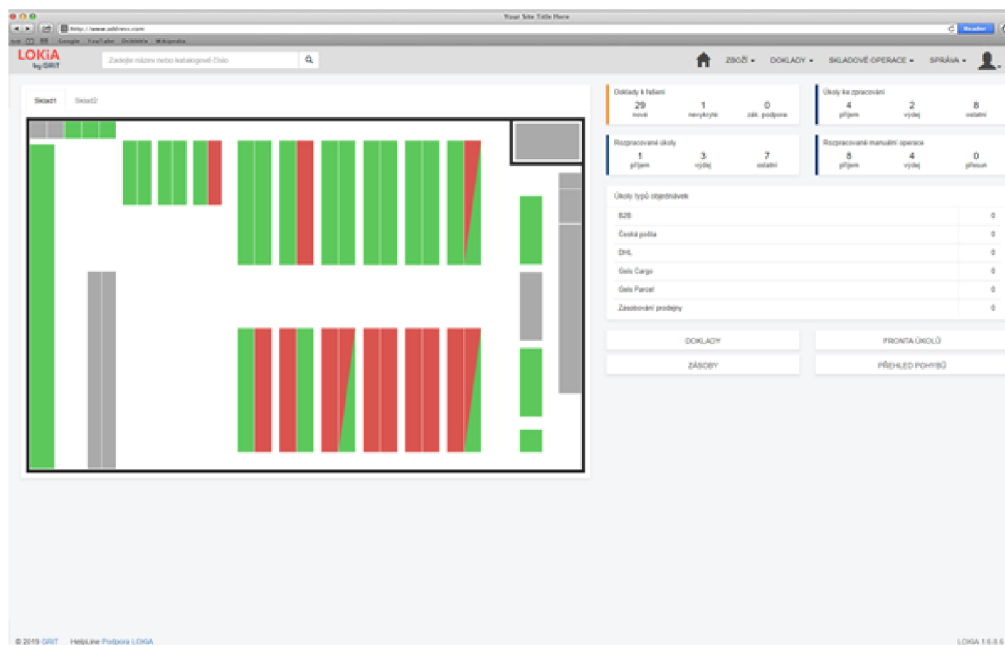 Your Site Title Here
http://www.address.com
Reader
Google YouTube Dribbble Wikipedia
LOKiA
by GRiT
Zadejte název nebo katalogové číslo
ZBOŽÍ
DOKLADY
SKLADOVÉ OPERACE
SPRÁVA
Sklad1 Sklad2
Doklady k řešení
29 1 0
nové nevykryté zák. podpora
Úkoly ke zpracování
4 2 8
příjem výdej ostatní
Rozpracované úkoly
1 3 7
příjem výdej ostatní
Rozpracované manuální operace
8 4 0
příjem výdej přesun
Úkoly typů objednávek
B2B 0
Česká pošta 0
DHL 0
Geis Cargo 0
Geis Parcel 0
Zásobování prodejny 0
DOKLADY
FRONTA ÚKOLŮ
ZÁSOBY
PŘEHLED POHYBŮ
© 2019 GRiT HelpLine Podpora LOKiA
LOKiA 1.6.8.6